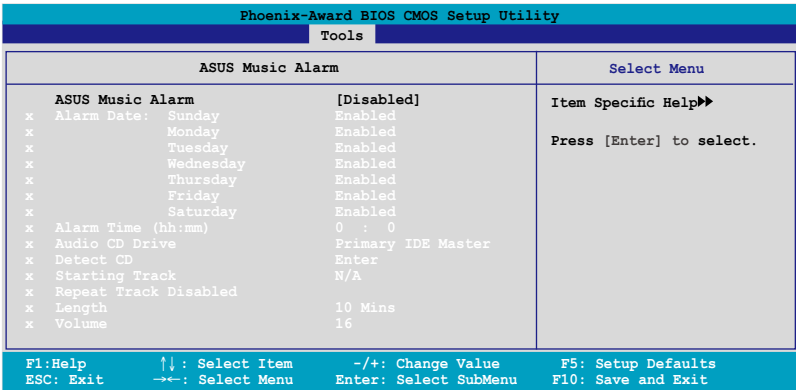 Phoenix-Award BIOS CMOS Setup Utility
Tools
ASUS Music Alarm
Select Menu
ASUS Music Alarm [Disabled]
x Alarm Date: Sunday Enabled
x Monday Enabled
x Tuesday Enabled
x Wednesday Enabled
x Thursday Enabled
x Friday Enabled
x Saturday Enabled
x Alarm Time (hh:mm) 0 : 0
x Audio CD Drive Primary IDE Master
x Detect CD Enter
x Starting Track N/A
x Repeat Track Disabled
x Length 10 Mins
x Volume 16
Item Specific Help▶▶
Press [Enter] to select.
F1:Help ↑↓: Select Item -/+: Change Value F5: Setup Defaults
ESC: Exit →←: Select Menu Enter: Select SubMenu F10: Save and Exit